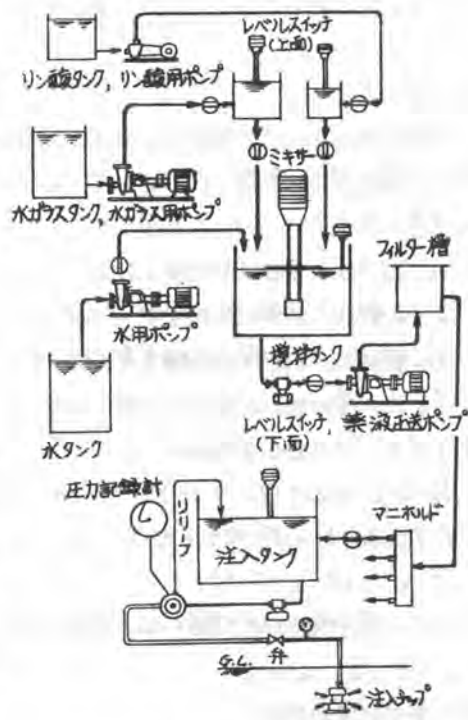 レベルスイッチ
(上面)
リン酸タンク, リン酸用ポンプ
ミキサー
水ガラスタンク, 水ガラス用ポンプ
フィルター槽
水用ポンプ
攪拌タンク
レベルスイッチ, 薬液圧送ポンプ
(下面)
水タンク
圧力記録計
リリーフ
注入タンク
マニホルド
弁
G.L.
注入チップ